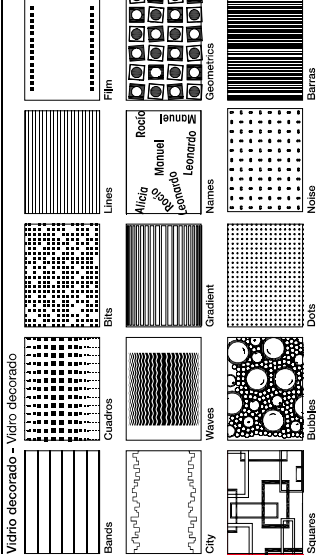 Vidrio decorado - Vidro decorado
Bands
Cuadros
Bits
Lines
Film
City
Waves
Gradient
Alicia
Rocío
Rocío
Manuel
Manuel
Leonardo
Leonardo
Names
Geometrics
Squares
Bubbles
Dots
Noise
Barras